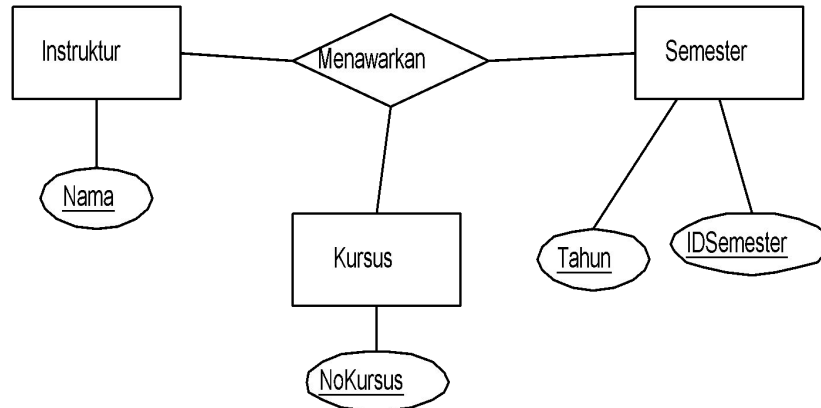 Instruktur
Menawarkan
Semester
Nama
Kursus
Tahun
IDSemester
NoKursus